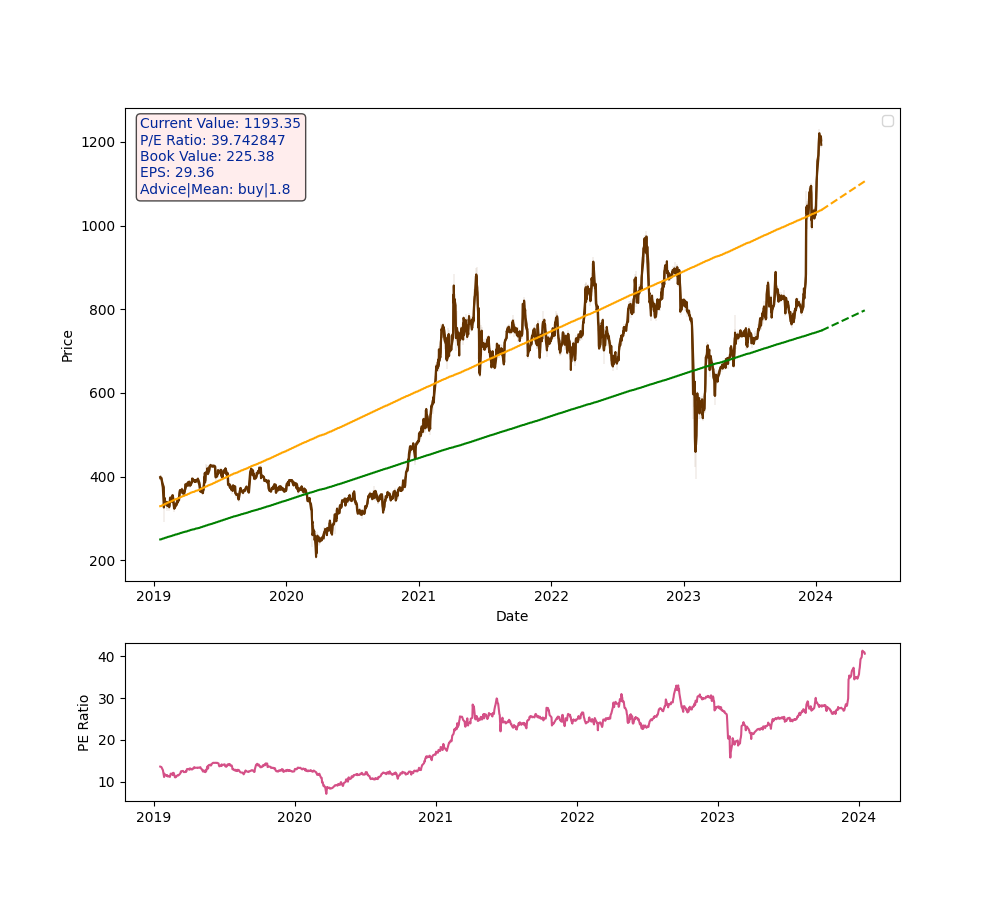 Current Value: 1193.35
P/E Ratio: 39.742847
Book Value: 225.38
EPS: 29.36
Advice|Mean: buy|1.8
1200
1000
800
600
400
200
Price
2019 2020 2021 2022 2023 2024
Date
40
30
20
10
PE Ratio
2019 2020 2021 2022 2023 2024